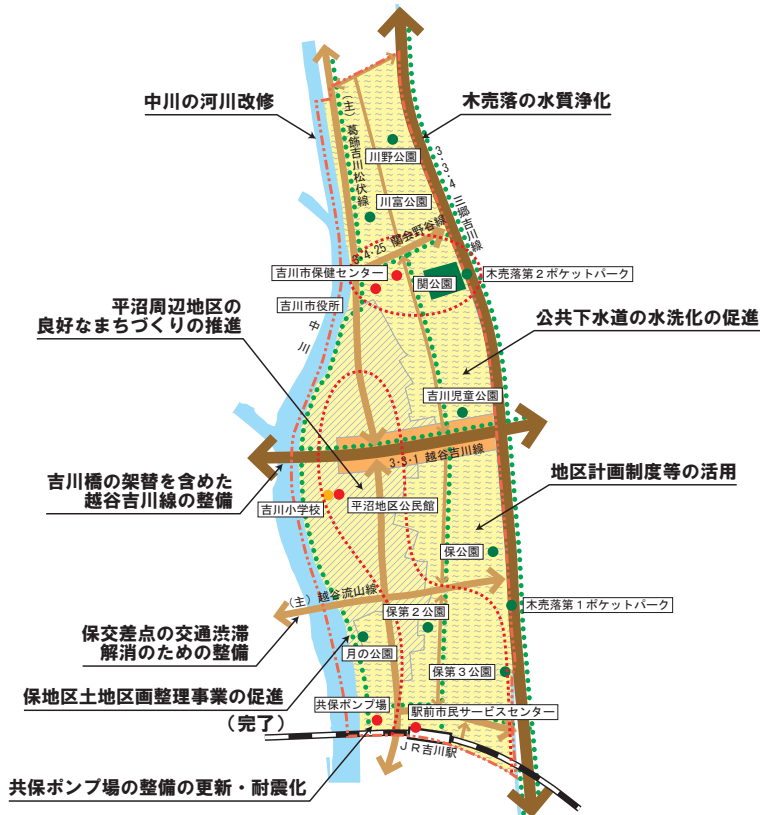 中川の河川改修
木売落の水質浄化
(主)葛飾吉川松伏線
3・3・4 三郷吉川線
川野公園
川富公園
3・4・25 関会野谷線
吉川市保健センター
関公園
木売落第2ポケットパーク
吉川市役所
平沼周辺地区の
良好なまちづくりの推進
中川
公共下水道の水洗化の促進
吉川児童公園
3・3・1 越谷吉川線
吉川橋の架替を含めた
越谷吉川線の整備
地区計画制度等の活用
吉川小学校
平沼地区公民館
保公園
(主)越谷流山線
木売落第1ポケットパーク
保第2公園
保交差点の交通渋滞
解消のための整備
月の公園
保第3公園
保地区土地区画整理事業の促進
(完了)
共保ポンプ場
駅前市民サービスセンター
JR吉川駅
共保ポンプ場の整備の更新・耐震化